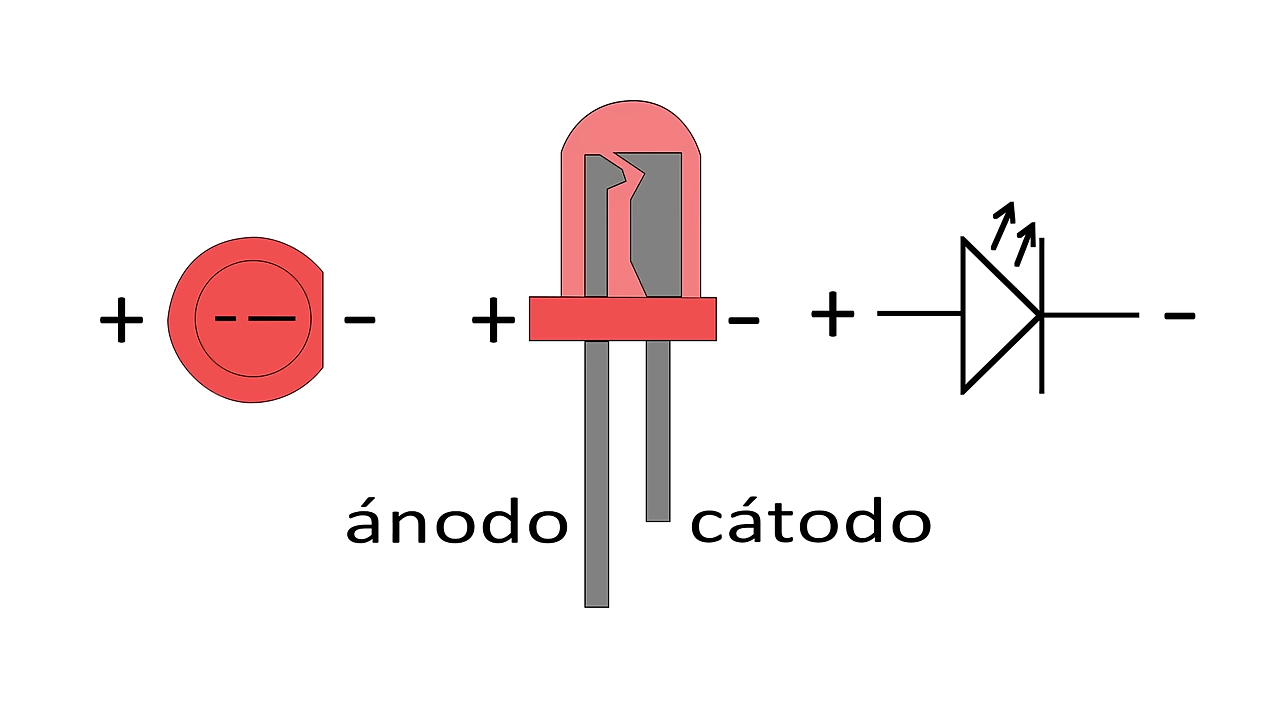 + -
+ -
+ -
ánodo cátodo